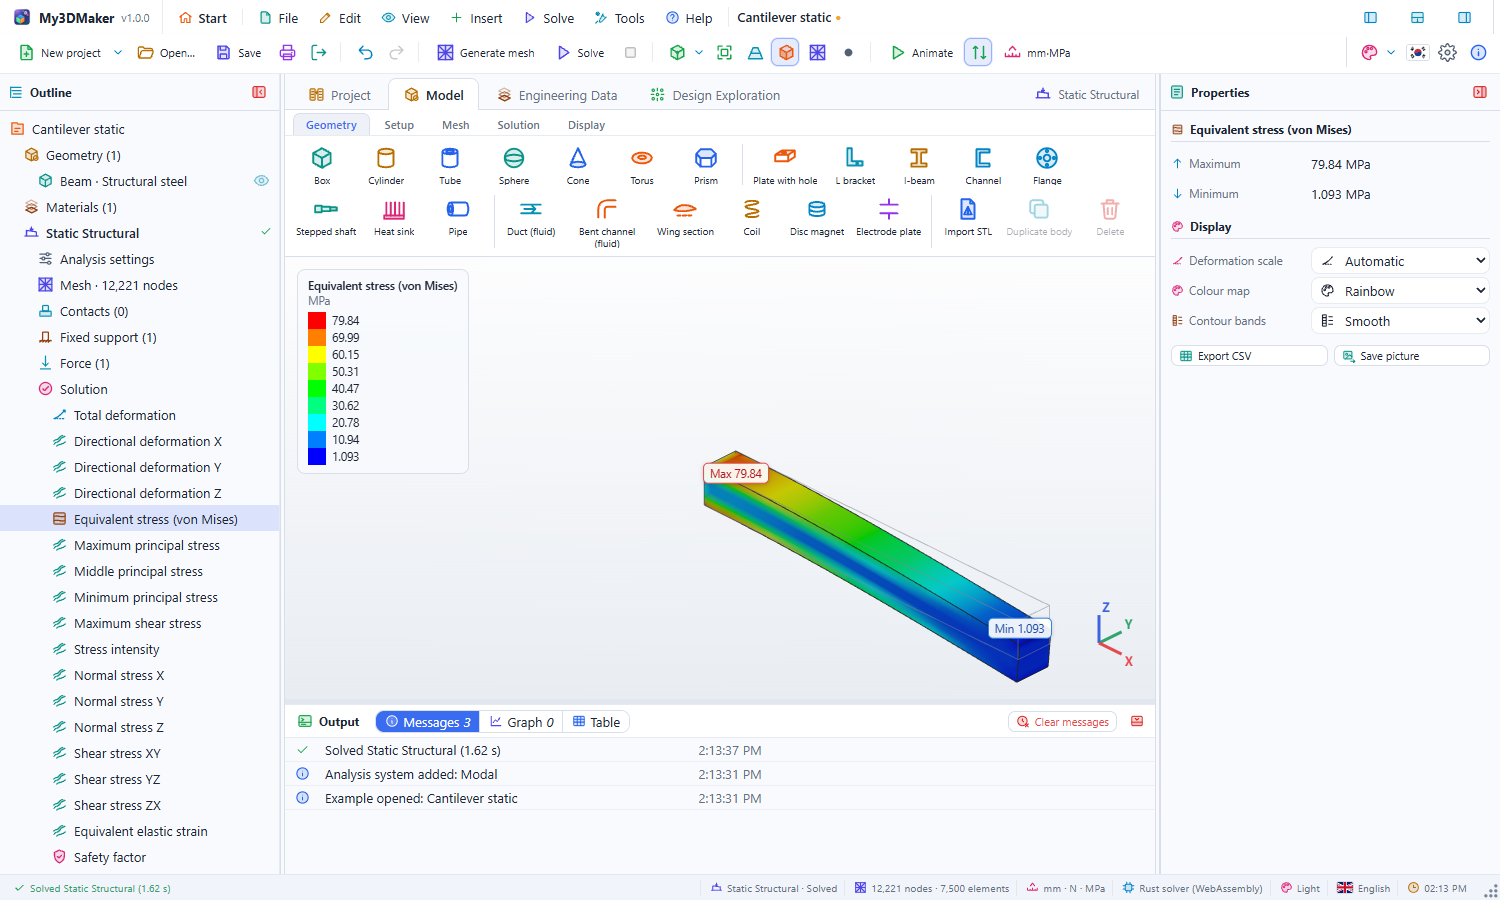 My3DMaker v1.0.0
Start
File
Edit
View
Insert
Solve
Tools
Help
Cantilever static
New project
Open...
Save
Generate mesh
Solve
Animate
mm·MPa
Outline
Cantilever static
Geometry (1)
Beam · Structural steel
Materials (1)
Static Structural
Analysis settings
Mesh · 12,221 nodes
Contacts (0)
Fixed support (1)
Force (1)
Solution
Total deformation
Directional deformation X
Directional deformation Y
Directional deformation Z
Equivalent stress (von Mises)
Maximum principal stress
Middle principal stress
Minimum principal stress
Maximum shear stress
Stress intensity
Normal stress X
Normal stress Y
Normal stress Z
Shear stress XY
Shear stress YZ
Shear stress ZX
Equivalent elastic strain
Safety factor
Project
Model
Engineering Data
Design Exploration
Static Structural
Geometry
Setup
Mesh
Solution
Display
Box
Cylinder
Tube
Sphere
Cone
Torus
Prism
Plate with hole
L bracket
I-beam
Channel
Flange
Stepped shaft
Heat sink
Pipe
Duct (fluid)
Bent channel
(fluid)
Wing section
Coil
Disc magnet
Electrode plate
Import STL
Duplicate body
Delete
Equivalent stress (von Mises)
MPa
79.84
69.99
60.15
50.31
40.47
30.62
20.78
10.94
1.093
Max 79.84
Min 1.093
Z
Y
X
Output
Messages 3
Graph 0
Table
Clear messages
Solved Static Structural (1.62 s) 2:13:37 PM
Analysis system added: Modal 2:13:31 PM
Example opened: Cantilever static 2:13:31 PM
Properties
Equivalent stress (von Mises)
Maximum 79.84 MPa
Minimum 1.093 MPa
Display
Deformation scale Automatic
Colour map Rainbow
Contour bands Smooth
Export CSV
Save picture
Solved Static Structural (1.62 s)
Static Structural · Solved
12,221 nodes · 7,500 elements
mm · N · MPa
Rust solver (WebAssembly)
Light
English
02:13 PM